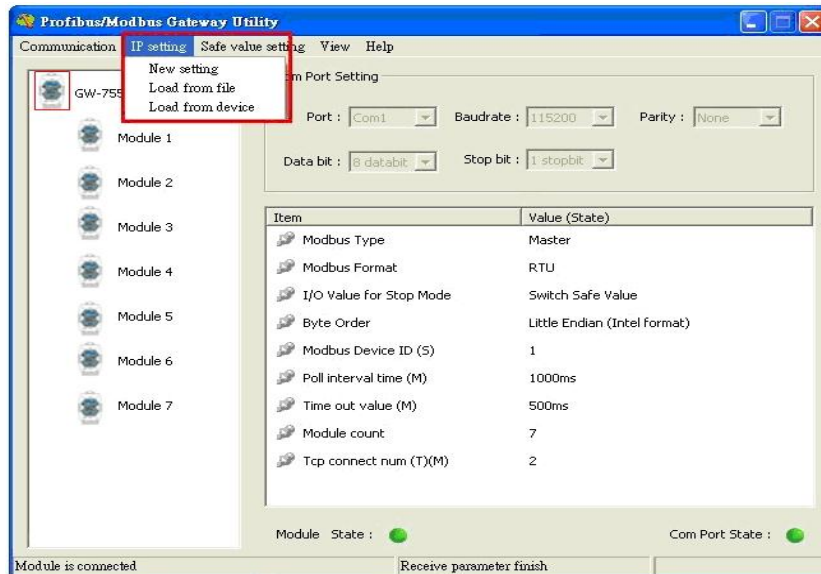 Profibus/Modbus Gateway Utility
Communication IP setting Safe value setting View Help
New setting
Load from file
Load from device
GW-755
Module 1
Module 2
Module 3
Module 4
Module 5
Module 6
Module 7
m Port Setting
Port : Com1 Baudrate : 115200 Parity : None
Data bit : 8 databit Stop bit : 1 stopbit
Item Value (State)
Modbus Type Master
Modbus Format RTU
I/O Value for Stop Mode Switch Safe Value
Byte Order Little Endian (Intel format)
Modbus Device ID (S) 1
Poll interval time (M) 1000ms
Time out value (M) 500ms
Module count 7
Tcp connect num (T)(M) 2
Module State : Com Port State :
Module is connected Receive parameter finish